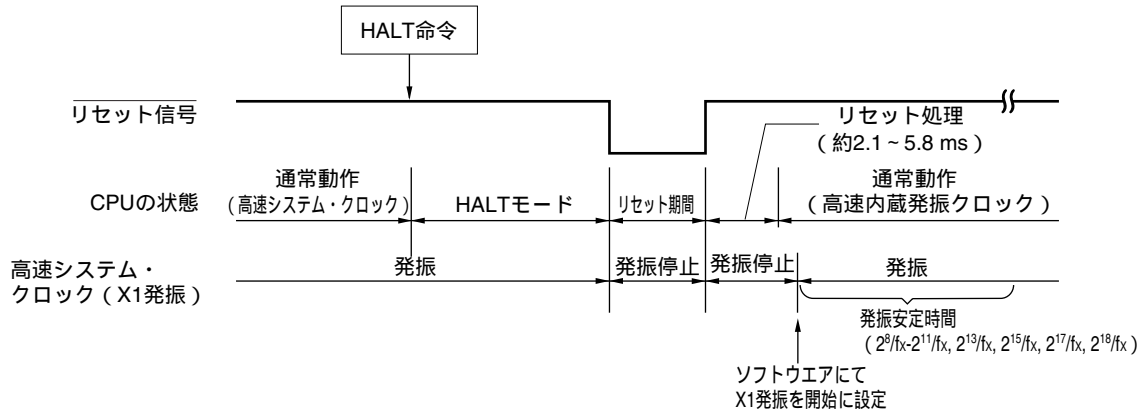 HALT命令
リセット信号
リセット処理
（約2.1~5.8 ms）
CPUの状態
通常動作
（高速システム・クロック）
HALTモード
リセット期間
通常動作
（高速内蔵発振クロック）
高速システム・
クロック（X1発振）
発振
発振停止
発振停止
発振
発振安定時間
（2⁸/fx-2¹¹/fx, 2¹³/fx, 2¹⁵/fx, 2¹⁷/fx, 2¹⁸/fx）
ソフトウエアにて
X1発振を開始に設定